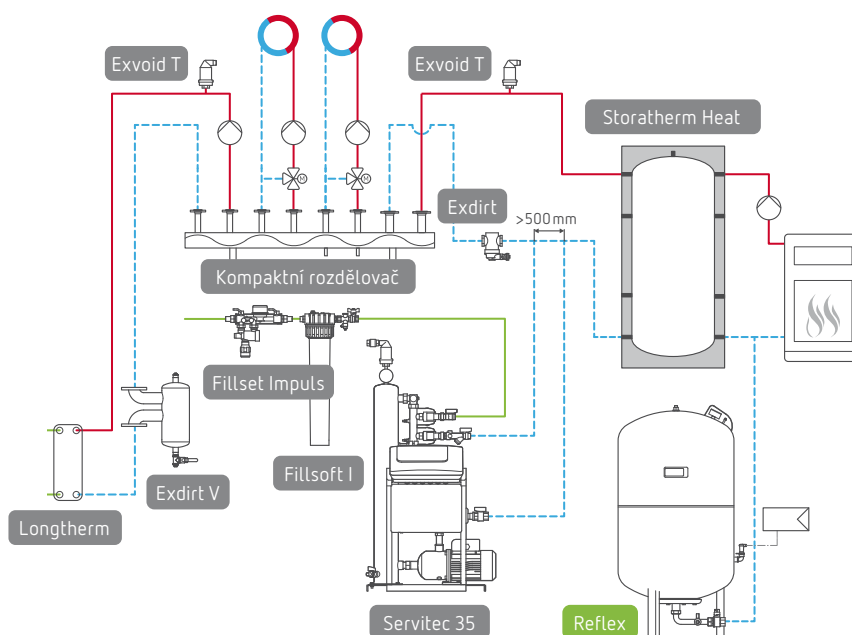 Exvoid T
Exvoid T
Storatherm Heat
M
M
Exdirt
>500 mm
Kompaktní rozdělovač
Fillset Impuls
Fillsoft I
Exdirt V
Longtherm
Servitec 35
Reflex